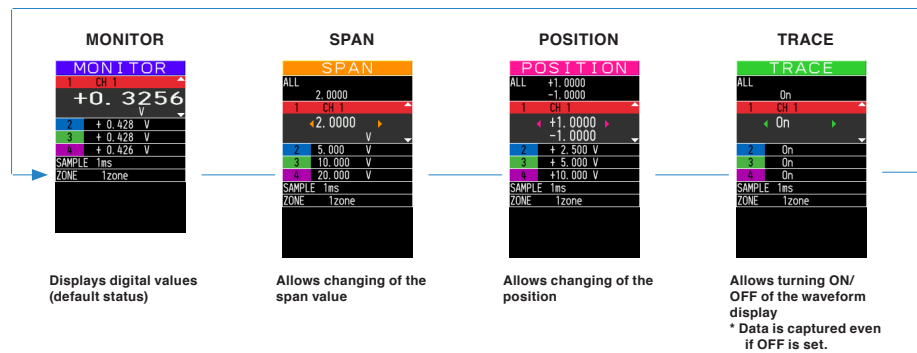 MONITOR
MONITOR
1 CH 1
+0. 3256
V
2 + 0.428 V
3 + 0.428 V
4 + 0.426 V
SAMPLE 1ms
ZONE 1zone
Displays digital values
(default status)
SPAN
SPAN
ALL
2.0000
1 CH 1
2.0000
V
2 5.000 V
3 10.000 V
4 20.000 V
SAMPLE 1ms
ZONE 1zone
Allows changing of the
span value
POSITION
POSITION
ALL +1.0000
-1.0000
1 CH 1
+1.0000
-1.0000
2 + 2.500 V
3 + 5.000 V
4 +10.000 V
SAMPLE 1ms
ZONE 1zone
Allows changing of the
position
TRACE
TRACE
ALL
On
1 CH 1
On
2 On
3 On
4 On
SAMPLE 1ms
ZONE 1zone
Allows turning ON/
OFF of the waveform
display
* Data is captured even
if OFF is set.